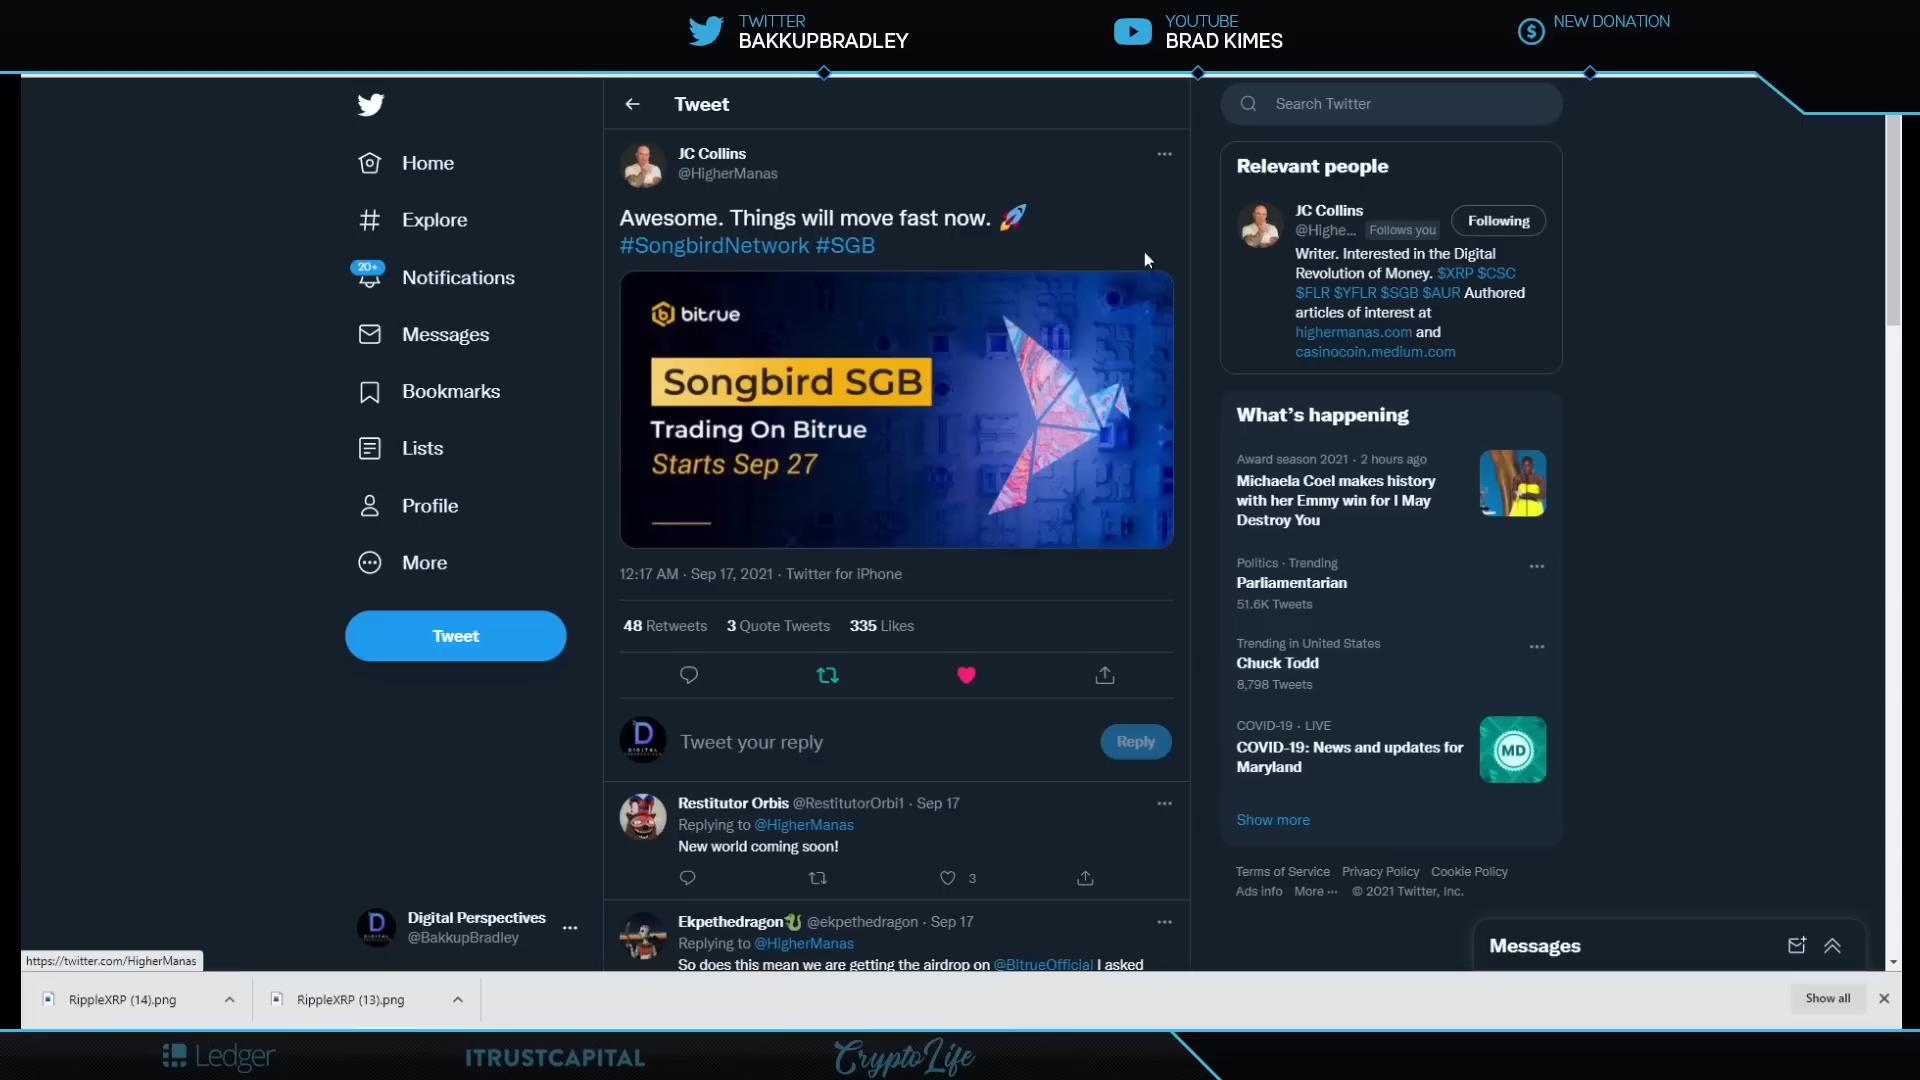 TWITTER
BAKKUPBRADLEY
YOUTUBE
BRAD KIMES
NEW DONATION
Home
Explore
20+
Notifications
Messages
Bookmarks
Lists
Profile
More
Tweet
Digital Perspectives
@BakkupBradley
Tweet
JC Collins
@HigherManas
Awesome. Things will move fast now. 🚀
#SongbirdNetwork #SGB
bitrue
Songbird SGB
Trading On Bitrue
Starts Sep 27
12:17 AM · Sep 17, 2021 · Twitter for iPhone
48 Retweets 3 Quote Tweets 335 Likes
D
DIGITAL
Tweet your reply
Reply
Restitutor Orbis @RestitutorOrbi1 · Sep 17
Replying to @HigherManas
New world coming soon!
3
Ekpethedragon🐉 @ekpethedragon · Sep 17
Replying to @HigherManas
So does this mean we are getting the airdrop on @BitrueOfficial I asked
Search Twitter
Relevant people
JC Collins
@Highe... Follows you
Following
Writer. Interested in the Digital
Revolution of Money. $XRP $CSC
$FLR $YFLR $SGB $AUR Authored
articles of interest at
highermanas.com and
casinocoin.medium.com
What's happening
Award season 2021 · 2 hours ago
Michaela Coel makes history
with her Emmy win for I May
Destroy You
Politics · Trending
Parliamentarian
51.6K Tweets
Trending in United States
Chuck Todd
8,798 Tweets
COVID-19 · LIVE
COVID-19: News and updates for
Maryland
MD
Show more
Terms of Service Privacy Policy Cookie Policy
Ads info More ··· © 2021 Twitter, Inc.
Messages
https://twitter.com/HigherManas
RippleXRP (14).png
RippleXRP (13).png
Show all
Ledger
ITRUSTCAPITAL
CryptoLife